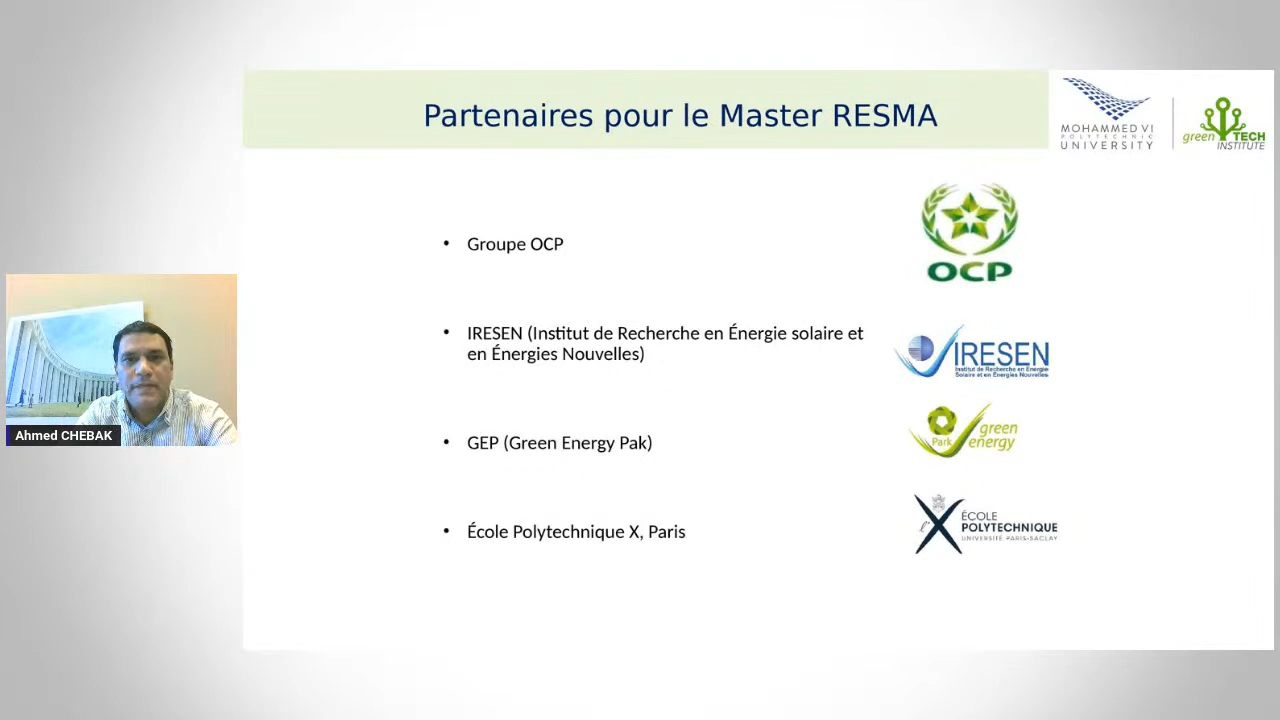 Partenaires pour le Master RESMA
MOHAMMED VI
POLYTECHNIC
UNIVERSITY
green TECH
INSTITUTE
• Groupe OCP
OCP
• IRESEN (Institut de Recherche en Énergie solaire et
en Énergies Nouvelles)
IRESEN
Institut de Recherche en Energie
Solaire et en Energies Nouvelles
• GEP (Green Energy Pak)
Park
green
energy
• École Polytechnique X, Paris
ÉCOLE
POLYTECHNIQUE
UNIVERSITÉ PARIS-SACLAY
Ahmed CHEBAK